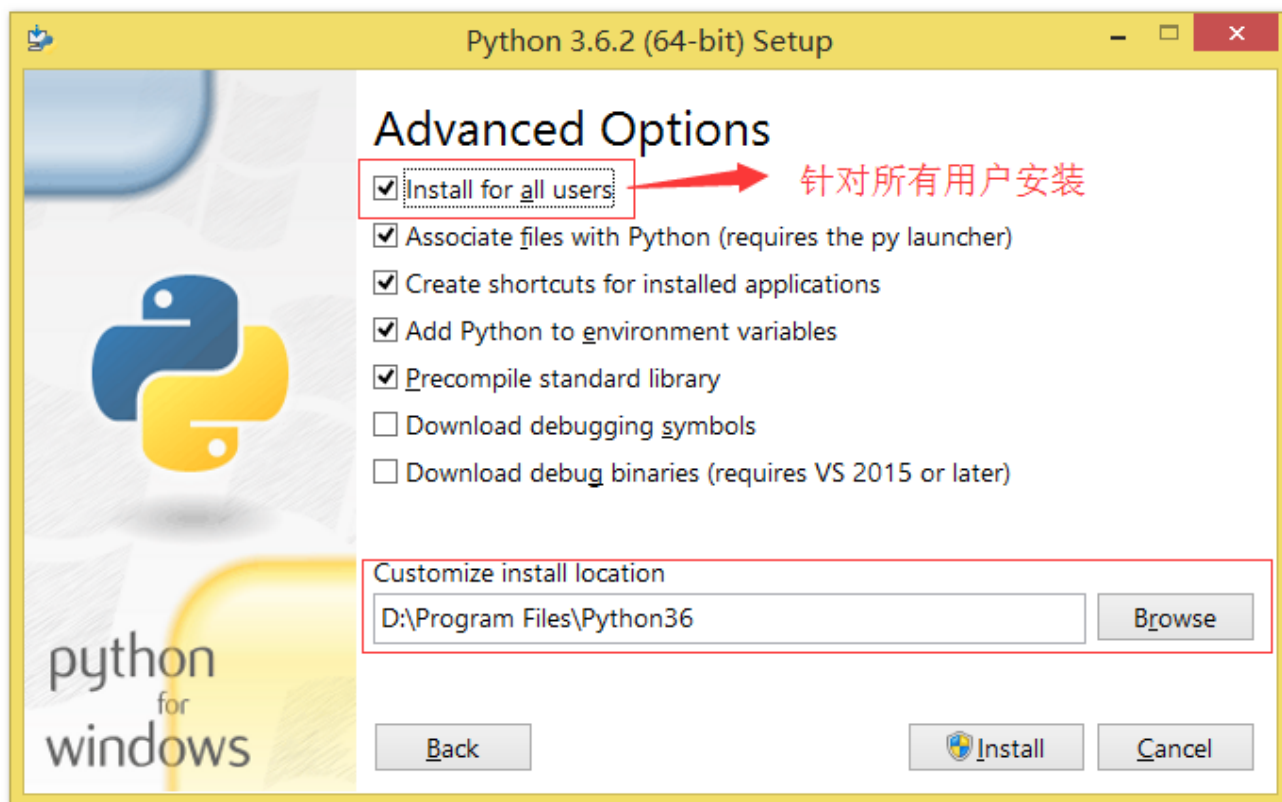 Python 3.6.2 (64-bit) Setup
Advanced Options
Install for all users
针对所有用户安装
Associate files with Python (requires the py launcher)
Create shortcuts for installed applications
Add Python to environment variables
Precompile standard library
Download debugging symbols
Download debug binaries (requires VS 2015 or later)
Customize install location
D:\Program Files\Python36
Browse
python
for
windows
Back
Install
Cancel